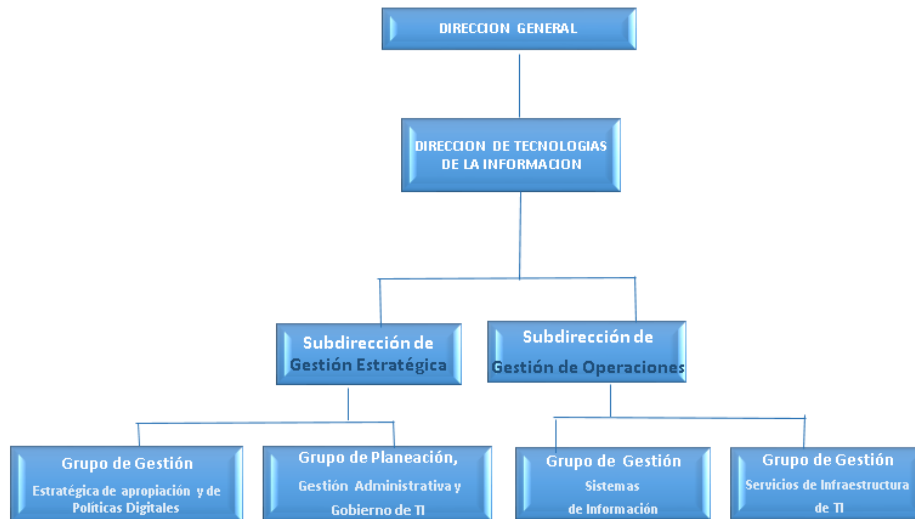 DIRECCION GENERAL
DIRECCION DE TECNOLOGIAS
DE LA INFORMACION
Subdirección de
Gestión Estratégica
Subdirección de
Gestión de Operaciones
Grupo de Gestión
Estratégica de apropiación y de
Políticas Digitales
Grupo de Planeación,
Gestión Administrativa y
Gobierno de TI
Grupo de Gestión
Sistemas
de Información
Grupo de Gestión
Servicios de Infraestructura
de TI